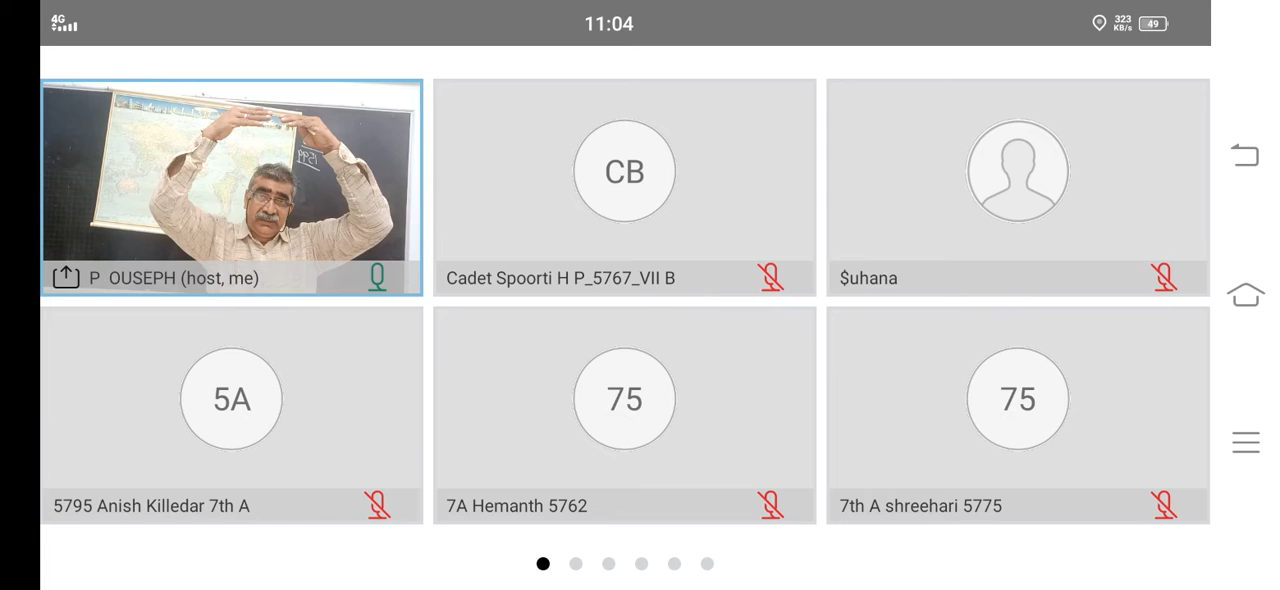 4G
11:04
323
KB/s
49
P OUSEPH (host, me)
CB
Cadet Spoorti H P_5767_VII B
$uhana
5A
5795 Anish Killedar 7th A
75
7A Hemanth 5762
75
7th A shreehari 5775